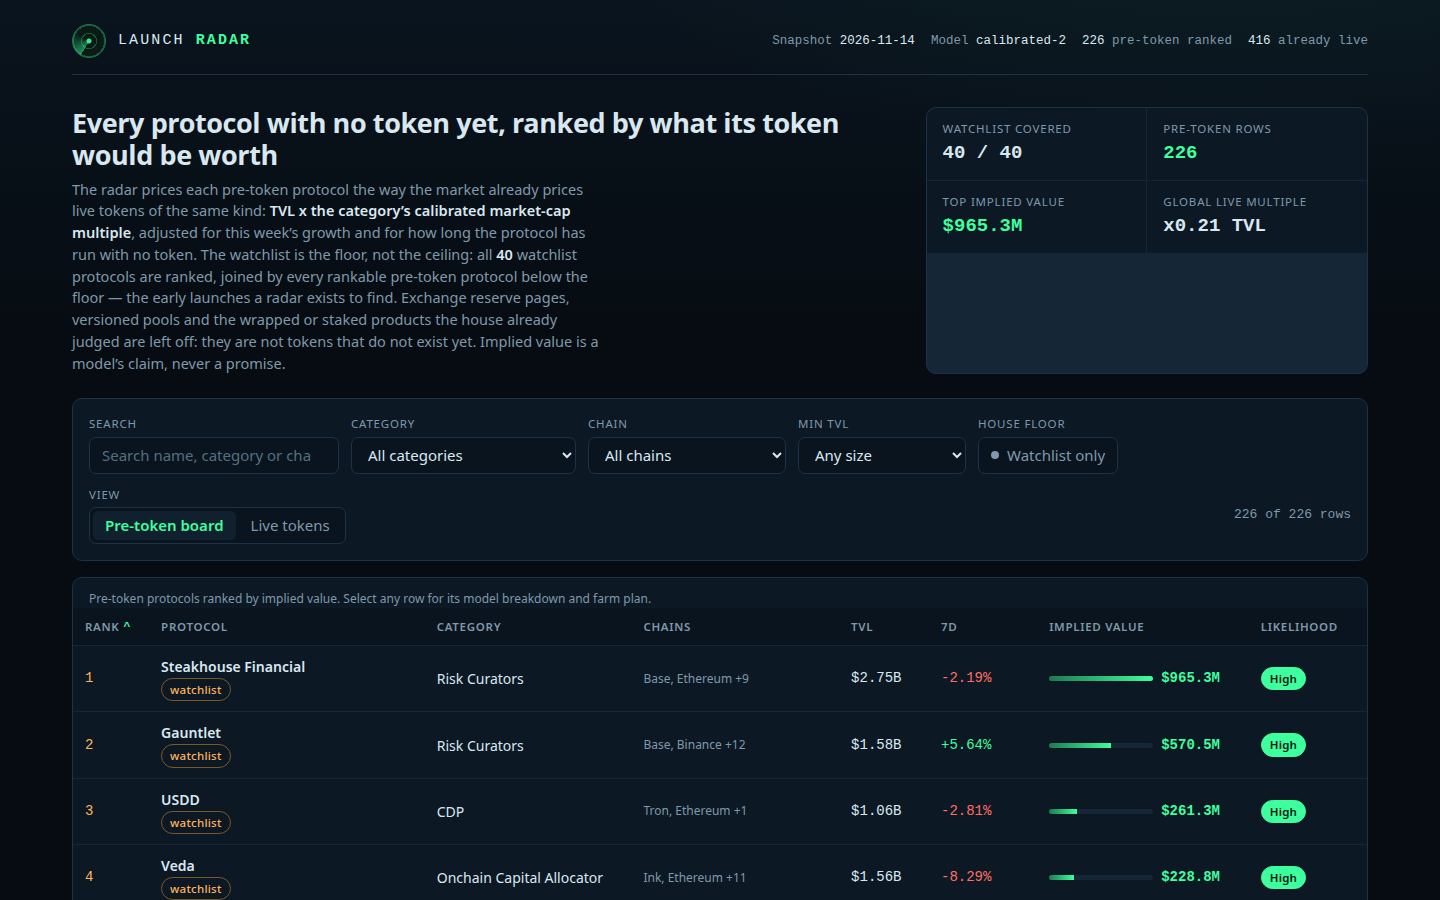 LAUNCH RADAR
Snapshot 2026-11-14 Model calibrated-2 226 pre-token ranked 416 already live
Every protocol with no token yet, ranked by what its token
would be worth
The radar prices each pre-token protocol the way the market already prices
live tokens of the same kind: TVL x the category’s calibrated market-cap
multiple, adjusted for this week’s growth and for how long the protocol has
run with no token. The watchlist is the floor, not the ceiling: all 40 watchlist
protocols are ranked, joined by every rankable pre-token protocol below the
floor — the early launches a radar exists to find. Exchange reserve pages,
versioned pools and the wrapped or staked products the house already
judged are left off: they are not tokens that do not exist yet. Implied value is a
model’s claim, never a promise.
WATCHLIST COVERED
40 / 40
PRE-TOKEN ROWS
226
TOP IMPLIED VALUE
$965.3M
GLOBAL LIVE MULTIPLE
x0.21 TVL
SEARCH CATEGORY CHAIN MIN TVL HOUSE FLOOR
Search name, category or cha All categories All chains Any size Watchlist only
VIEW
Pre-token board Live tokens
226 of 226 rows
Pre-token protocols ranked by implied value. Select any row for its model breakdown and farm plan.
RANK ^ PROTOCOL CATEGORY CHAINS TVL 7D IMPLIED VALUE LIKELIHOOD
1 Steakhouse Financial watchlist Risk Curators Base, Ethereum +9 $2.75B -2.19% $965.3M High
2 Gauntlet watchlist Risk Curators Base, Binance +12 $1.58B +5.64% $570.5M High
3 USDD watchlist CDP Tron, Ethereum +1 $1.06B -2.81% $261.3M High
4 Veda watchlist Onchain Capital Allocator Ink, Ethereum +11 $1.56B -8.29% $228.8M High